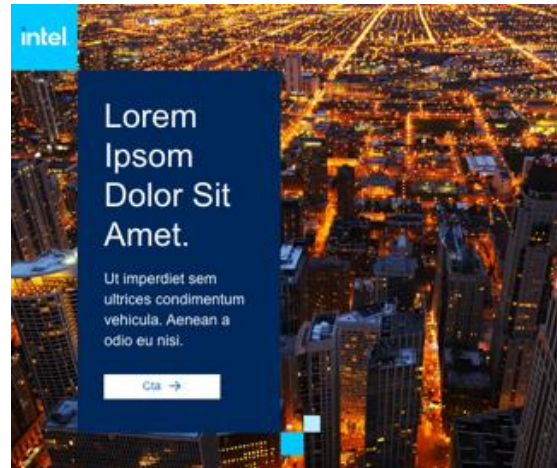 intel
Lorem
Ipsom
Dolor Sit
Amet.
Ut imperdiet sem
ultrices condimentum
vehicula. Aenean a
odio eu nisi.
Cta →